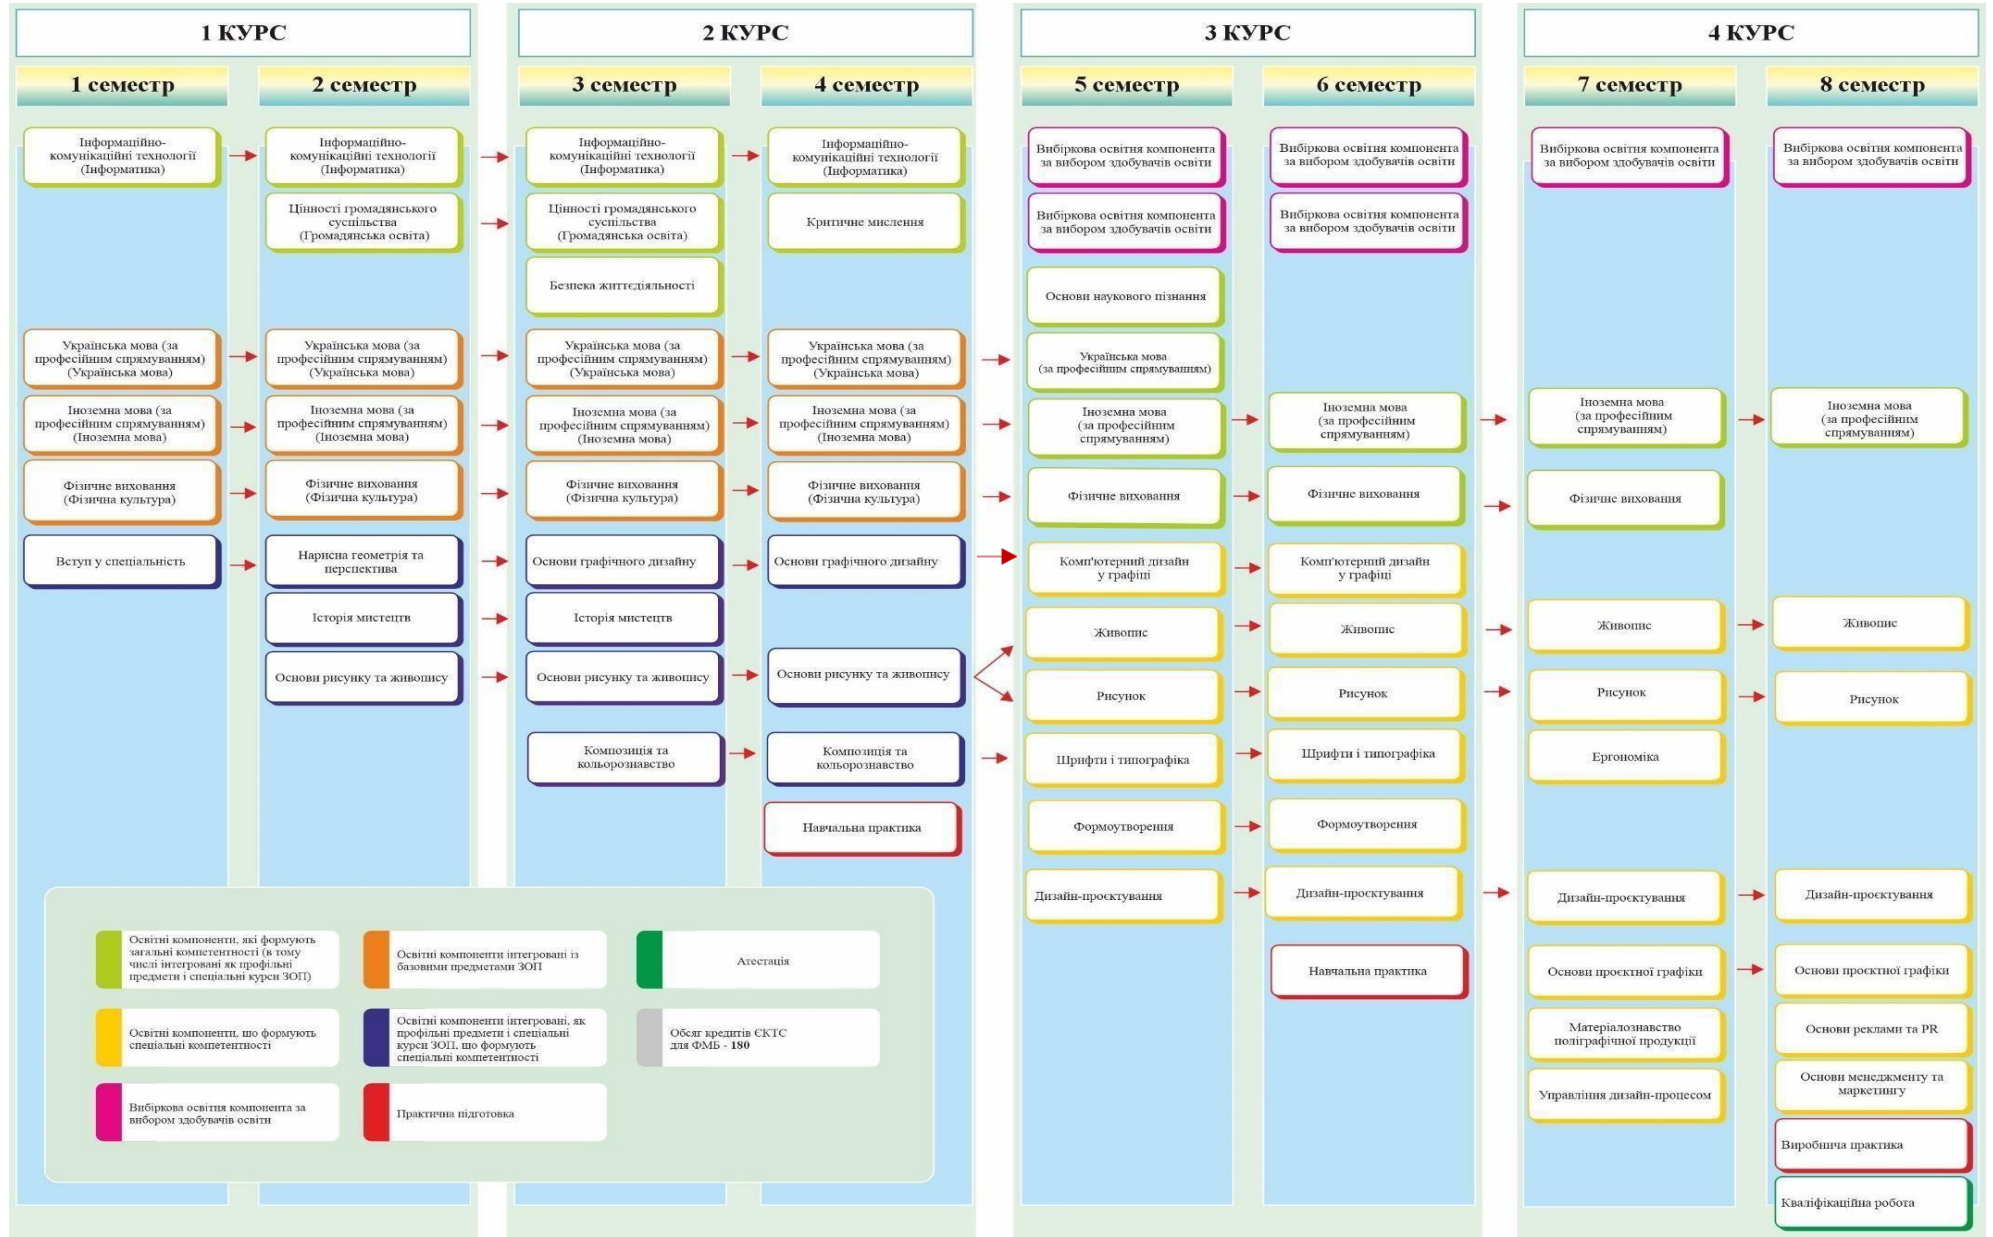 1 КУРС
2 КУРС
3 КУРС
4 КУРС
1 семестр
2 семестр
3 семестр
4 семестр
5 семестр
6 семестр
7 семестр
8 семестр
Інформаційно-
комунікаційні технології
(Інформатика)
Вступ у спеціальність
Українська мова (за
професійним спрямуванням)
(Українська мова)
Іноземна мова (за
професійним спрямуванням)
(Іноземна мова)
Фізичне виховання
(Фізична культура)
Інформаційно-
комунікаційні технології
(Інформатика)
Цінності громадянського
суспільства
(Громадянська освіта)
Українська мова (за
професійним спрямуванням)
(Українська мова)
Іноземна мова (за
професійним спрямуванням)
(Іноземна мова)
Фізичне виховання
(Фізична культура)
Нарисна геометрія та
перспектива
Історія мистецтв
Основи рисунку та живопису
Інформаційно-
комунікаційні технології
(Інформатика)
Цінності громадянського
суспільства
(Громадянська освіта)
Безпека життєдіяльності
Українська мова (за
професійним спрямуванням)
(Українська мова)
Іноземна мова (за
професійним спрямуванням)
(Іноземна мова)
Фізичне виховання
(Фізична культура)
Основи графічного дизайну
Історія мистецтв
Основи рисунку та живопису
Композиція та
кольорознавство
Інформаційно-
комунікаційні технології
(Інформатика)
Критичне мислення
Українська мова (за
професійним спрямуванням)
(Українська мова)
Іноземна мова (за
професійним спрямуванням)
(Іноземна мова)
Фізичне виховання
(Фізична культура)
Основи графічного дизайну
Основи рисунку та живопису
Композиція та
кольорознавство
Навчальна практика
Вибіркова освітня компонента
за вибором здобувачів освіти
Вибіркова освітня компонента
за вибором здобувачів освіти
Основи наукового пізнання
Українська мова
(за професійним спрямуванням)
Іноземна мова
(за професійним
спрямуванням)
Фізичне виховання
Комп'ютерний дизайн
у графіці
Живопис
Рисунок
Шрифти і типографіка
Формоутворення
Дизайн-проєктування
Вибіркова освітня компонента
за вибором здобувачів освіти
Вибіркова освітня компонента
за вибором здобувачів освіти
Іноземна мова
(за професійним
спрямуванням)
Фізичне виховання
Комп'ютерний дизайн
у графіці
Живопис
Рисунок
Шрифти і типографіка
Формоутворення
Дизайн-проєктування
Навчальна практика
Вибіркова освітня компонента
за вибором здобувачів освіти
Іноземна мова
(за професійним
спрямуванням)
Фізичне виховання
Живопис
Рисунок
Ергономіка
Дизайн-проєктування
Основи проєктної графіки
Матеріалознавство
поліграфічної продукції
Управління дизайн-процесом
Вибіркова освітня компонента
за вибором здобувачів освіти
Іноземна мова
(за професійним
спрямуванням)
Живопис
Рисунок
Дизайн-проєктування
Основи проєктної графіки
Основи реклами та PR
Основи менеджменту та
маркетингу
Виробнича практика
Кваліфікаційна робота
Освітні компоненти, які формують
загальні компетентності (в тому
числі інтегровані як профільні
предмети і спеціальні курси ЗОП)
Освітні компоненти інтегровані із
базовими предметами ЗОП
Атестація
Освітні компоненти, що формують
спеціальні компетентності
Освітні компоненти інтегровані, як
профільні предмети і спеціальні
курси ЗОП, що формують
спеціальні компетентності
Обсяг кредитів ЄКТС
для ФМБ - 180
Вибіркова освітня компонента за
вибором здобувачів освіти
Практична підготовка